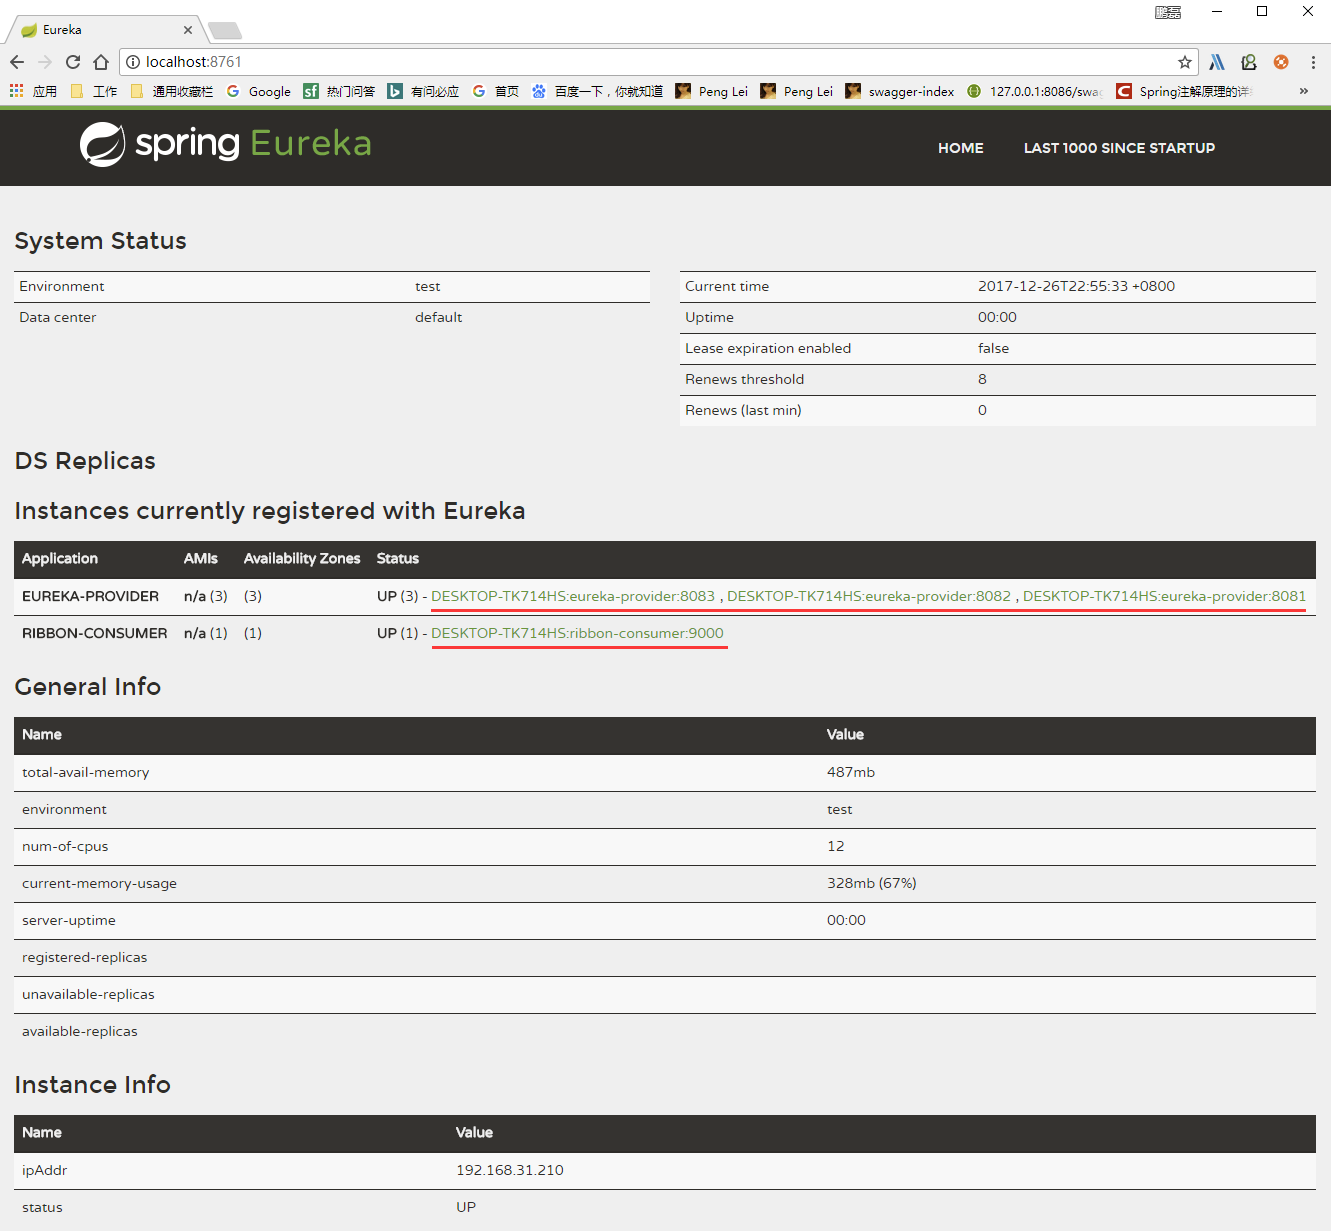 鹏磊
Eureka
localhost:8761
应用 工作 通用收藏栏 Google 热门问答 有问必应 首页 百度一下，你就知道 Peng Lei Peng Lei swagger-index 127.0.0.1:8086/swag Spring注解原理的详 »
spring Eureka
HOME LAST 1000 SINCE STARTUP
System Status
Environment test
Data center default
Current time 2017-12-26T22:55:33 +0800
Uptime 00:00
Lease expiration enabled false
Renews threshold 8
Renews (last min) 0
DS Replicas
Instances currently registered with Eureka
Application AMIs Availability Zones Status
EUREKA-PROVIDER n/a (3) (3) UP (3) - DESKTOP-TK714HS:eureka-provider:8083 , DESKTOP-TK714HS:eureka-provider:8082 , DESKTOP-TK714HS:eureka-provider:8081
RIBBON-CONSUMER n/a (1) (1) UP (1) - DESKTOP-TK714HS:ribbon-consumer:9000
General Info
Name Value
total-avail-memory 487mb
environment test
num-of-cpus 12
current-memory-usage 328mb (67%)
server-uptime 00:00
registered-replicas
unavailable-replicas
available-replicas
Instance Info
Name Value
ipAddr 192.168.31.210
status UP